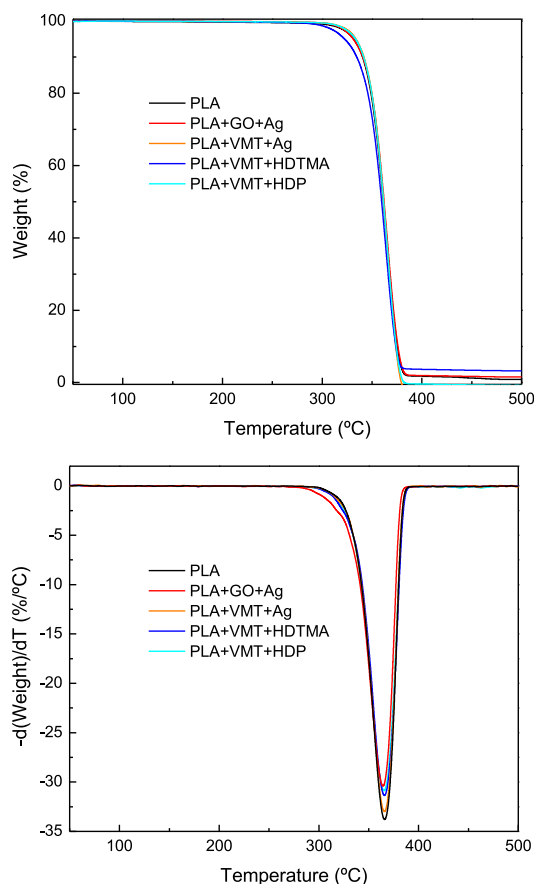 100
80
60
40
20
0
Weight (%)
PLA
PLA+GO+Ag
PLA+VMT+Ag
PLA+VMT+HDTMA
PLA+VMT+HDP
100 200 300 400 500
Temperature (ºC)
0
-5
-10
-15
-20
-25
-30
-35
-d(Weight)/dT (%/ºC)
PLA
PLA+GO+Ag
PLA+VMT+Ag
PLA+VMT+HDTMA
PLA+VMT+HDP
100 200 300 400 500
Temperature (ºC)